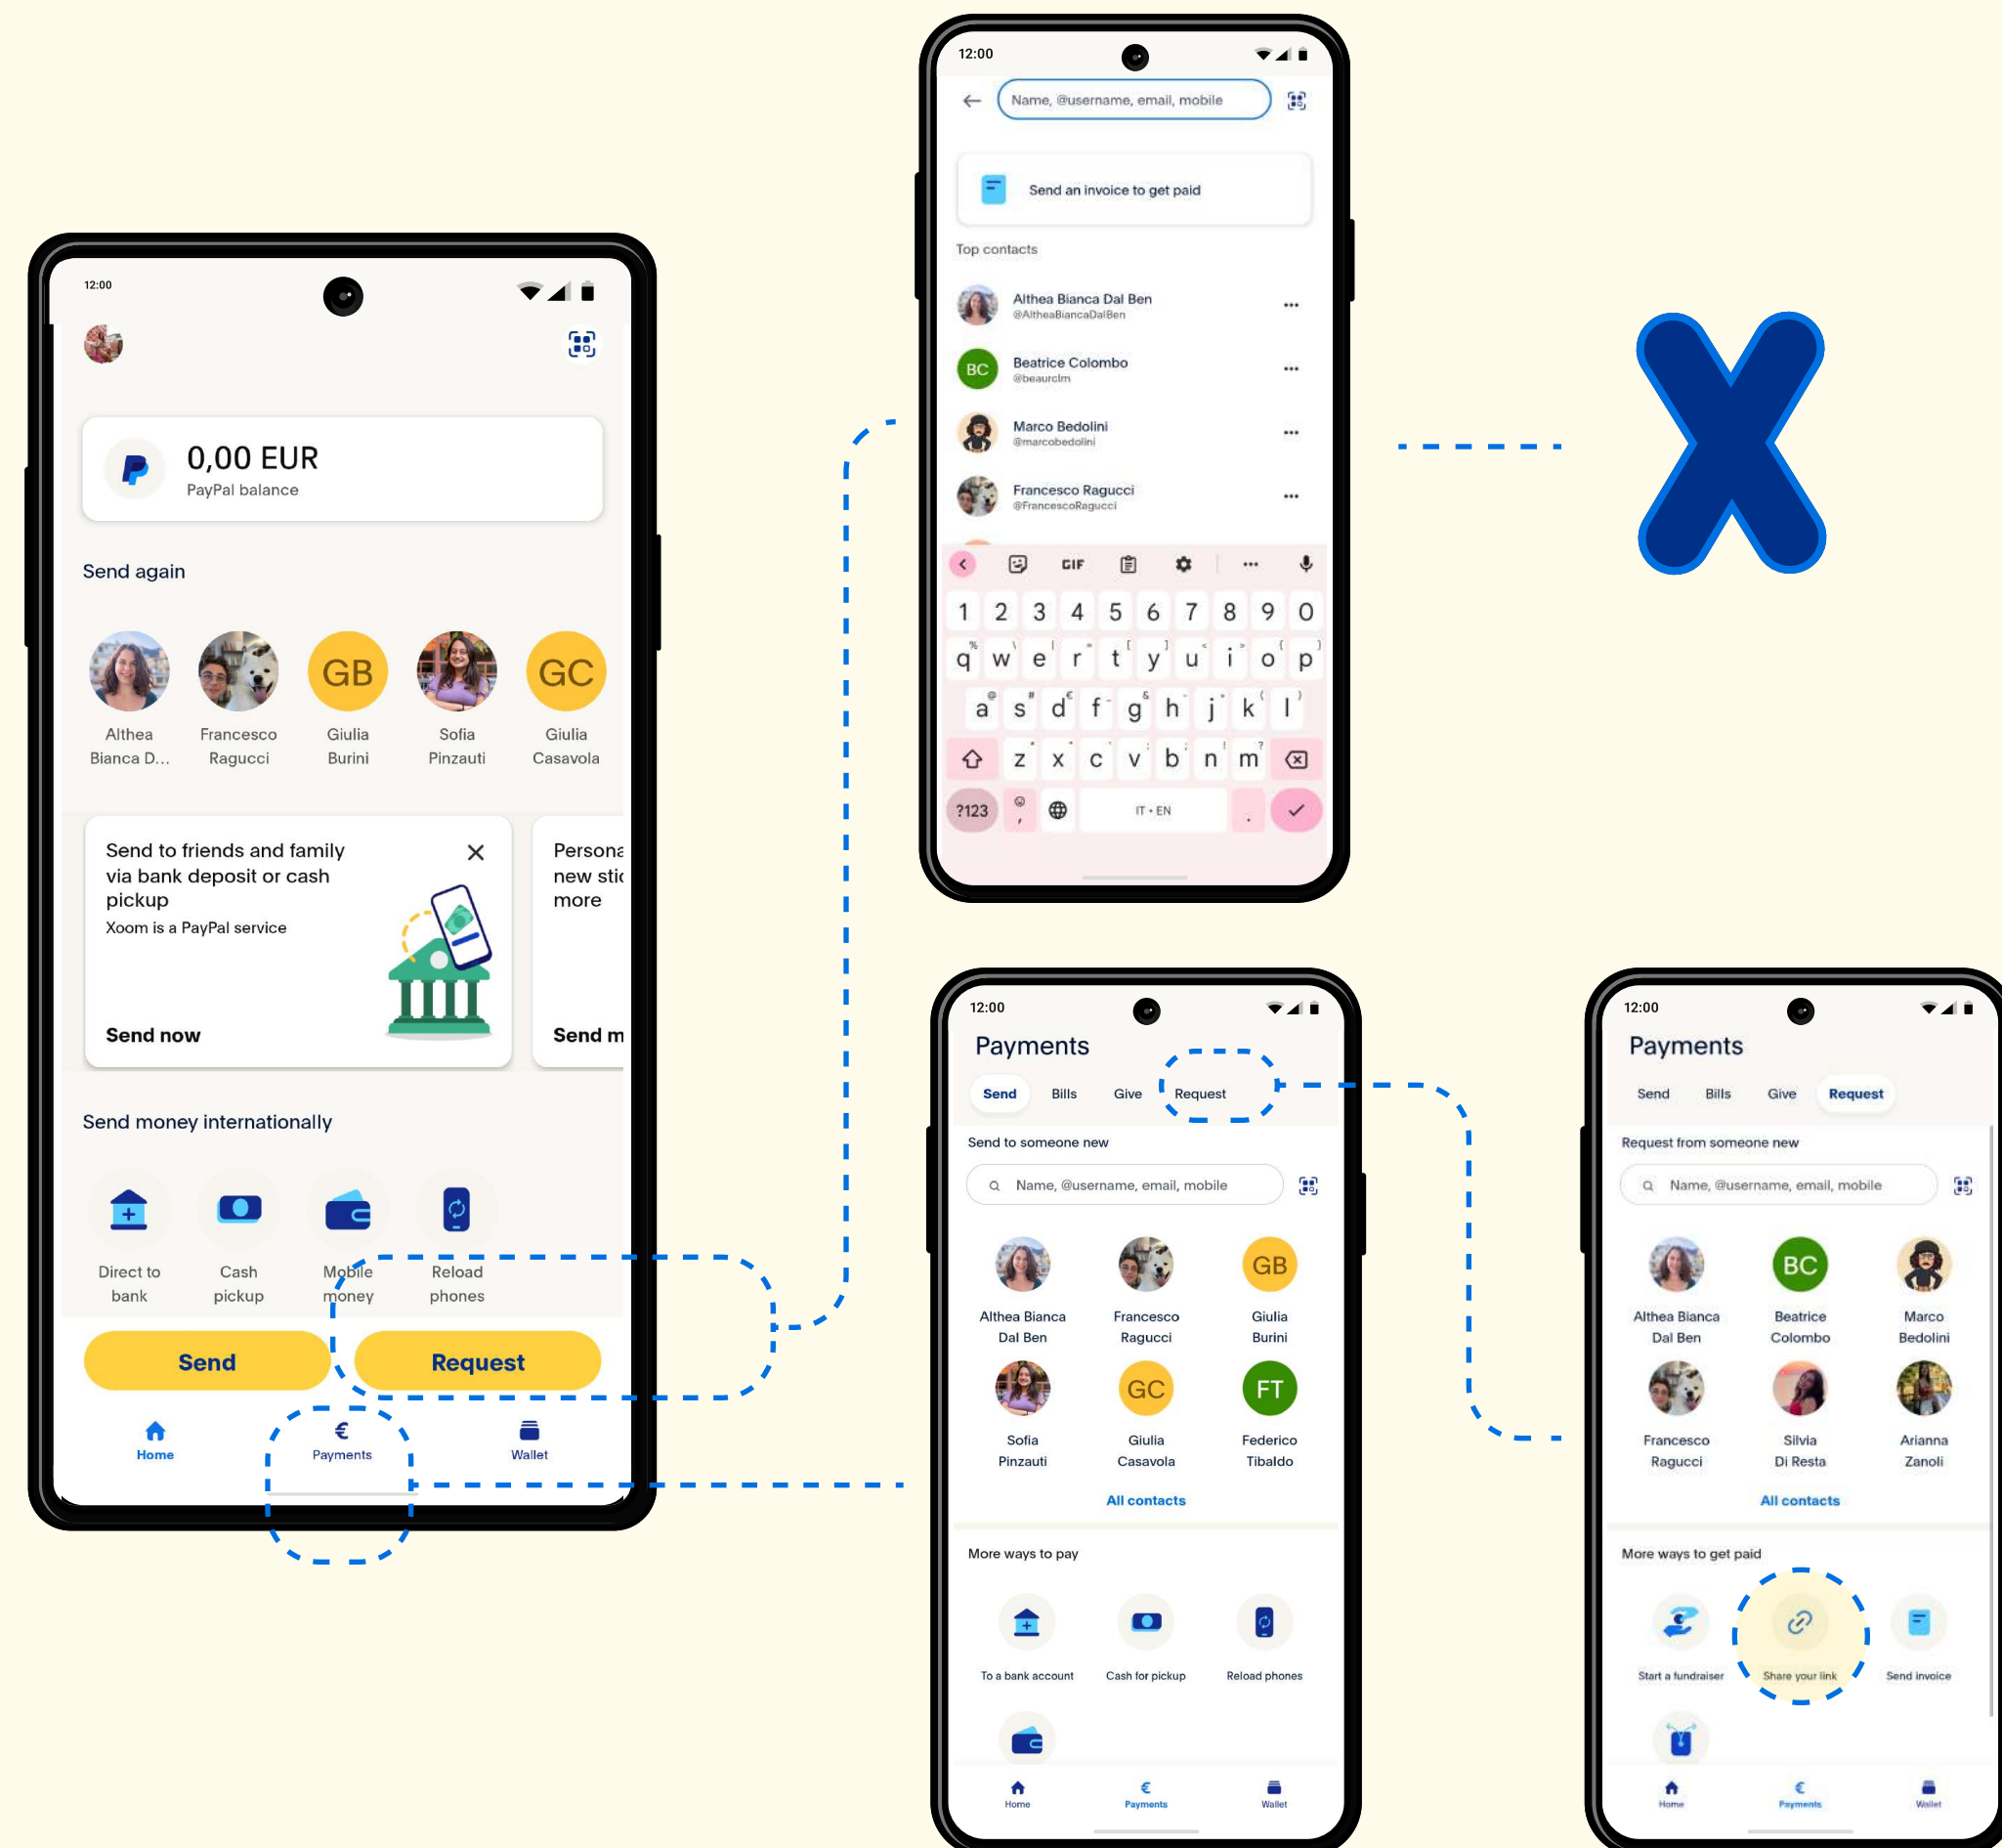 12:00
0,00 EUR
PayPal balance
Send again
GB
GC
Althea
Bianca D...
Francesco
Ragucci
Giulia
Burini
Sofia
Pinzauti
Giulia
Casavola
Send to friends and family
via bank deposit or cash
pickup
Xoom is a PayPal service
Send now
Persona
new stic
more
Send m
Send money internationally
Direct to
bank
Cash
pickup
Mobile
money
Reload
phones
Send
Request
Home
€
Payments
Wallet
12:00
Name, @username, email, mobile
Send an invoice to get paid
Top contacts
Althea Bianca Dal Ben
@AltheaBiancaDalBen
BC
Beatrice Colombo
@beaurclm
Marco Bedolini
@marcobedolini
Francesco Ragucci
@FrancescoRagucci
GIF
1 2 3 4 5 6 7 8 9 0
q w e r t y u i o p
a s d f g h j k l
z x c v b n m
?123 , IT • EN .
X
12:00
Payments
Send Bills Give Request
Send to someone new
Name, @username, email, mobile
GB
Althea Bianca
Dal Ben
Francesco
Ragucci
Giulia
Burini
GC
FT
Sofia
Pinzauti
Giulia
Casavola
Federico
Tibaldo
All contacts
More ways to pay
To a bank account
Cash for pickup
Reload phones
Home
€
Payments
Wallet
12:00
Payments
Send Bills Give Request
Request from someone new
Name, @username, email, mobile
BC
Althea Bianca
Dal Ben
Beatrice
Colombo
Marco
Bedolini
Francesco
Ragucci
Silvia
Di Resta
Arianna
Zanoli
All contacts
More ways to get paid
Start a fundraiser
Share your link
Send invoice
Home
€
Payments
Wallet